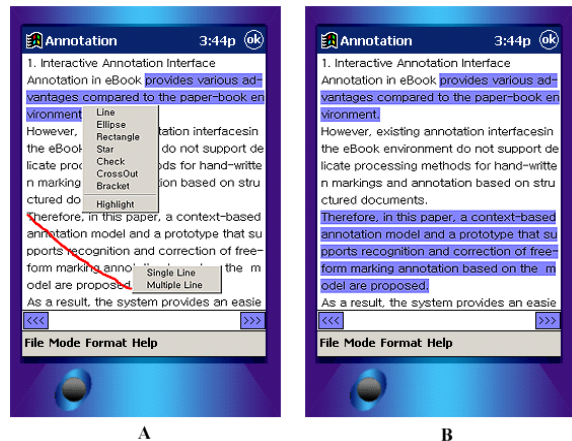 Annotation 3:44p ok
1. Interactive Annotation Interface
Annotation in eBook provides various ad-
vantages compared to the paper-book en
vironment.
However, tation interfacesin
the eBook do not support de
licate proc ds for hand-writte
n markings ion based on stru
ctured do
Line
Ellipse
Rectangle
Star
Check
CrossOut
Bracket
Highlight
Therefore, in this paper, a context-based
annotation model and a prototype that su
pports recognition and correction of free-
form marking annotation the m
odel are proposed
Single Line
Multiple Line
As a result, the system provides an easie
<<< >>>
File Mode Format Help
A
Annotation 3:44p ok
1. Interactive Annotation Interface
Annotation in eBook provides various ad-
vantages compared to the paper-book en
vironment.
However, existing annotation interfacesin
the eBook environment do not support de
licate processing methods for hand-writte
n markings and annotation based on stru
ctured documents.
Therefore, in this paper, a context-based
annotation model and a prototype that su
pports recognition and correction of free-
form marking annotation based on the m
odel are proposed.
As a result, the system provides an easie
<<< >>>
File Mode Format Help
B